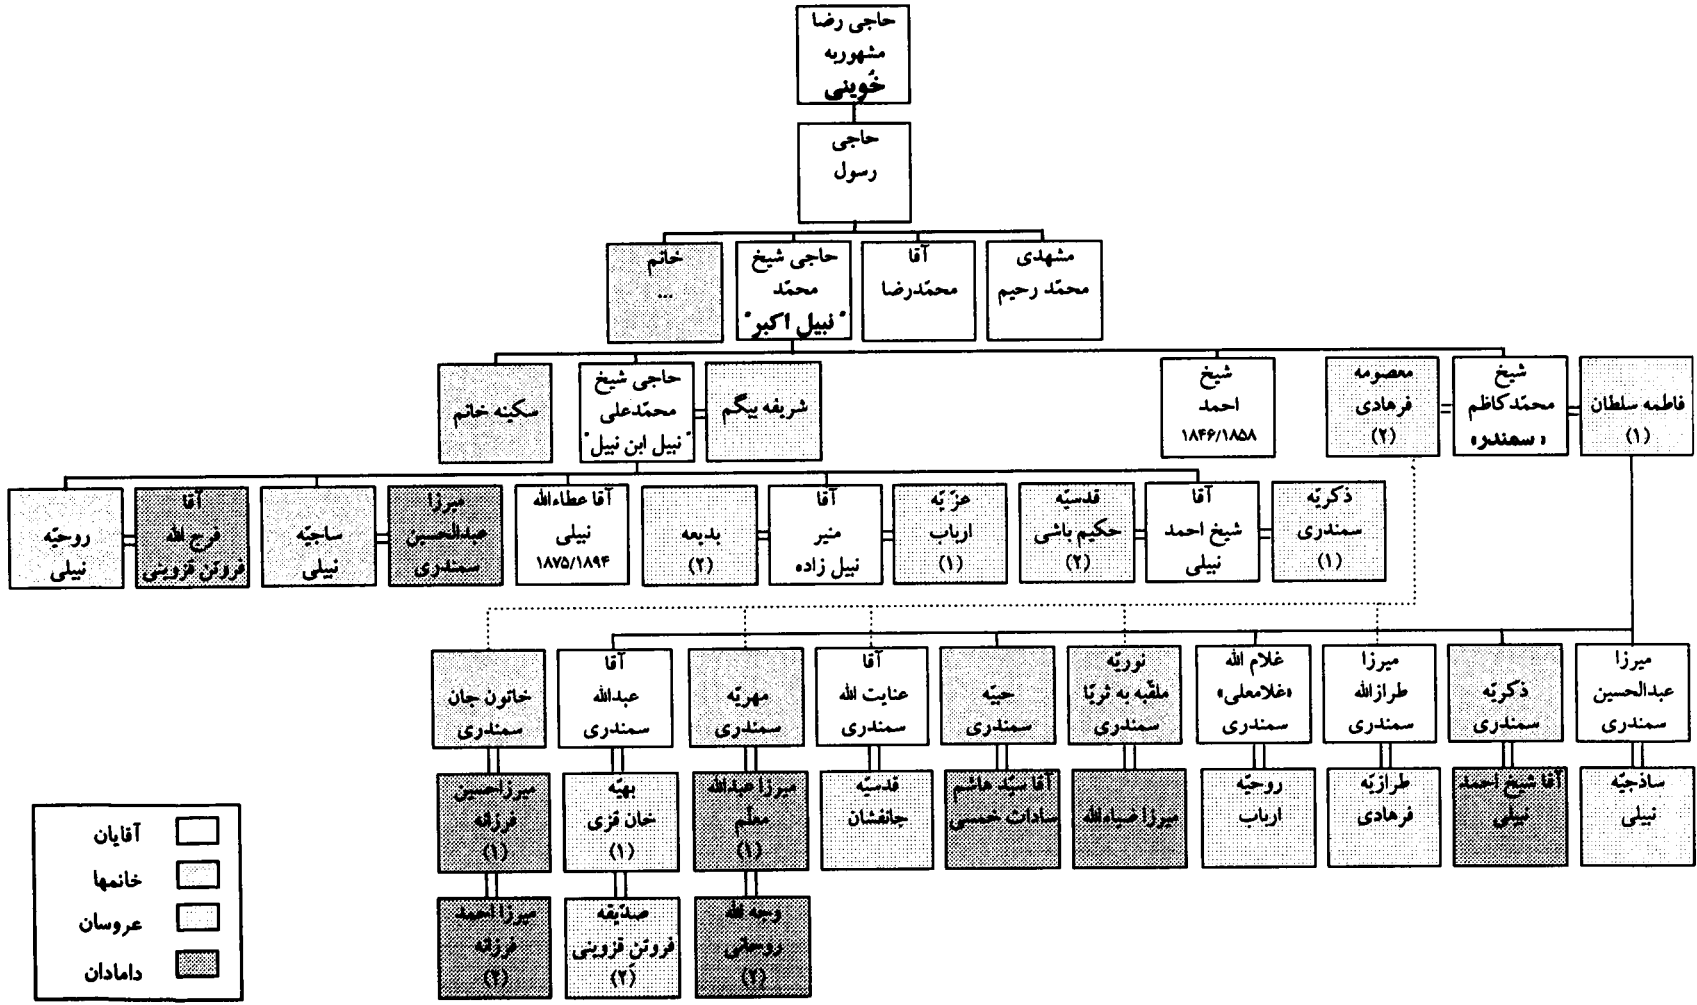 حاجی رضا
مشهوربه
خُوینی
حاجی
رسول
مشهدی
محمّد رحیم
آقا
محمّدرضا
حاجی شیخ
محمّد
"نبیل اکبر"
خانم
...
فاطمه سلطان
(۱)
شیخ
محمّدکاظم
«سمندر»
معصومه
فرهادی
(۲)
شیخ
احمد
۱۸۴۶/۱۸۵۸
شریفه بیگم
حاجی شیخ
محمّدعلی
"نبیل ابن نبیل"
سکینه خانم
ذکریّه
سمندری
(۱)
آقا
شیخ احمد
نبیلی
قدسیّه
حکیم باشی
(۲)
عزّیّه
ارباب
(۱)
آقا
منیر
نبیل زاده
بدیعه
(۲)
آقا عطاءالله
نبیلی
۱۸۷۵/۱۸۹۴
میرزا
عبدالحسین
سمندری
ساجیّه
نبیلی
آقا
فرج الله
فروتن قزوینی
روحیّه
نبیلی
میرزا
عبدالحسین
سمندری
ذکریّه
سمندری
میرزا
طرازالله
سمندری
غلام الله
«غلامعلی»
سمندری
نوریّه
ملقّبه به ثریّا
سمندری
حبیّه
سمندری
آقا
عنایت الله
سمندری
مهریّه
سمندری
آقا
عبدالله
سمندری
خاتون جان
سمندری
ساذجیّه
نبیلی
آقا شیخ احمد
نبیلی
طرازیّه
فرهادی
روحیّه
ارباب
میرزا ضیاءالله
آقا سیّد هاشم
سادات خمسی
قدسیّه
جانفشان
میرزا عبدالله
معلّم
(۱)
بهیّه
خان قزی
(۱)
میرزاحسین
فرزانه
(۱)
وجه الله
روحانی
(۲)
صدّیقه
فروتن قزوینی
(۲)
میرزا احمد
فرزانه
(۲)
آقایان
خانمها
عروسان
دامادان